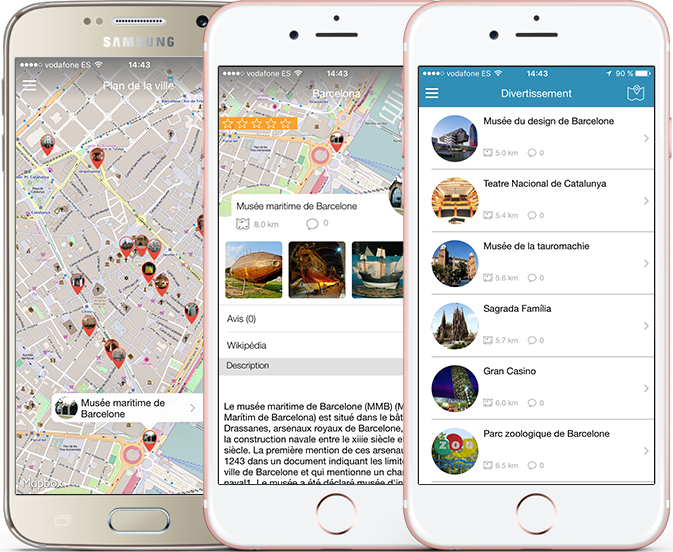 SAMSUNG
vodafone ES
14:43
Plan de la ville
Musée maritime de
Barcelone
Mapbox
vodafone ES
14:43
Barcelona
Musée maritime de Barcelone
8.0 km
0
Avis (0)
Wikipédia
Description
Le musée maritime de Barcelone (MMB) (M
Marítim de Barcelona) est situé dans le bât
Drassanes, arsenaux royaux de Barcelone,
la construction navale entre le xiiie siècle e
siècle. La première mention de ces arsenau
1243 dans un document indiquant les limite
ville de Barcelone et qui mentionne un chan
naval1. Le musée a été déclaré musée d'in
vodafone ES
14:43
90 %
Divertissement
Musée du design de Barcelone
5.0 km
0
Teatre Nacional de Catalunya
5.4 km
0
Musée de la tauromachie
5.6 km
0
Sagrada Família
5.7 km
0
Gran Casino
6.0 km
0
Parc zoologique de Barcelone
6.5 km
0
ZOO